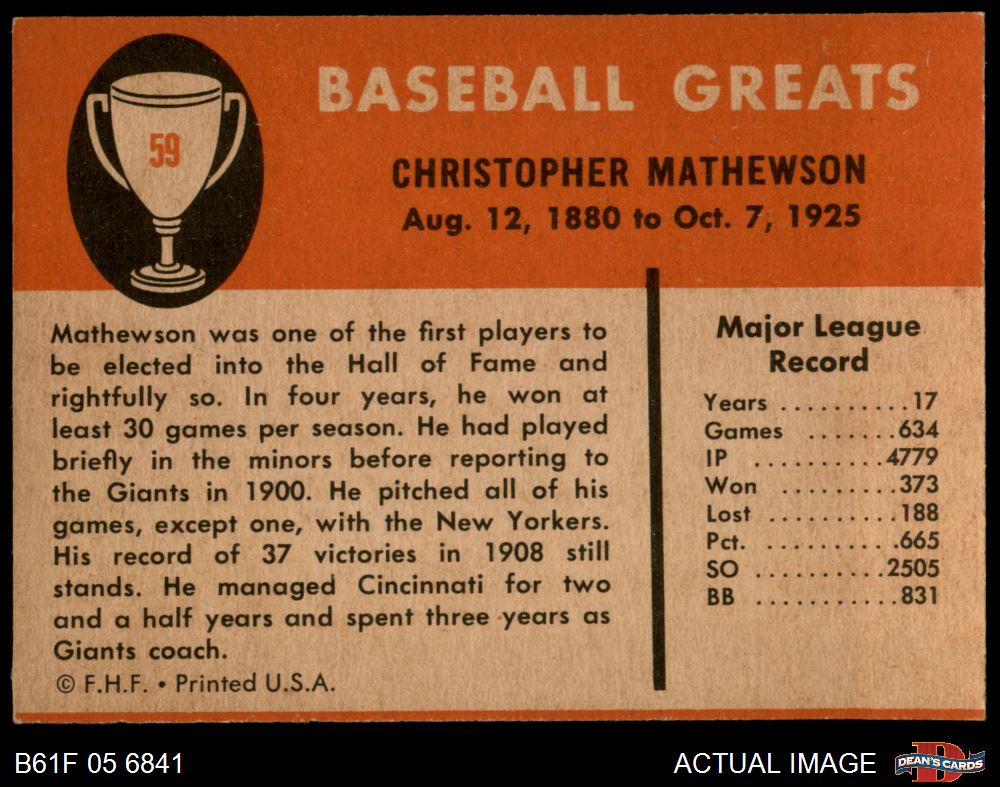 59
BASEBALL GREATS
CHRISTOPHER MATHEWSON
Aug. 12, 1880 to Oct. 7, 1925
Mathewson was one of the first players to
be elected into the Hall of Fame and
rightfully so. In four years, he won at
least 30 games per season. He had played
briefly in the minors before reporting to
the Giants in 1900. He pitched all of his
games, except one, with the New Yorkers.
His record of 37 victories in 1908 still
stands. He managed Cincinnati for two
and a half years and spent three years as
Giants coach.
© F.H.F. • Printed U.S.A.
Major League
Record
Years ..........17
Games .......634
IP ..........4779
Won .........373
Lost ..........188
Pct. ..........665
SO ..........2505
BB ...........831
B61F 05 6841
ACTUAL IMAGE
D
DEAN'S CARDS